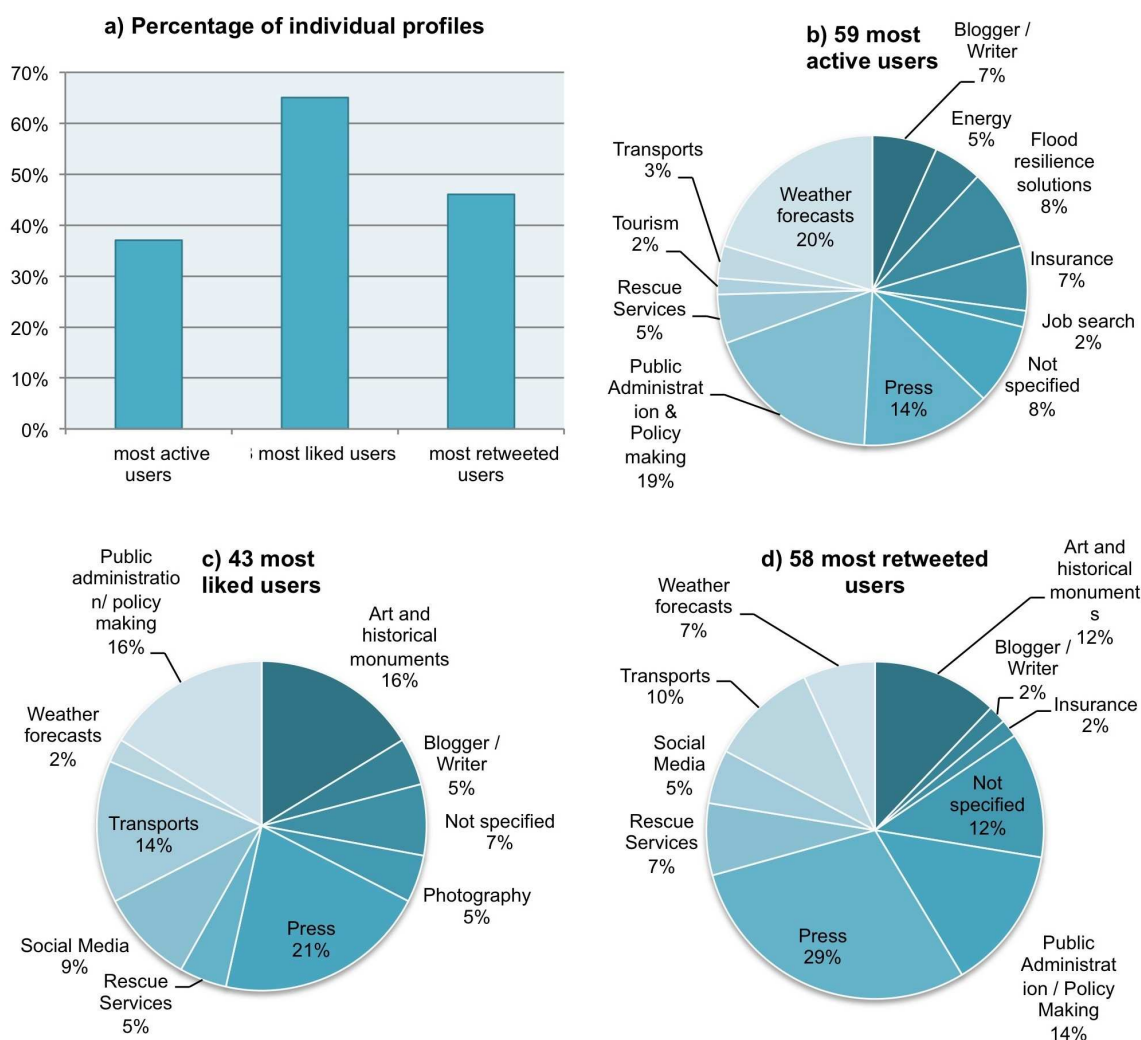 a) Percentage of individual profiles
70%
60%
50%
40%
30%
20%
10%
0%
most active
users
most liked users
most retweeted
users
b) 59 most
active users
Blogger /
Writer
7%
Energy
5%
Flood
resilience
solutions
8%
Insurance
7%
Job search
2%
Not
specified
8%
Press
14%
Public
Administrat
ion &
Policy
making
19%
Rescue
Services
5%
Tourism
2%
Transports
3%
Weather
forecasts
20%
c) 43 most
liked users
Art and
historical
monuments
16%
Blogger /
Writer
5%
Not specified
7%
Photography
5%
Press
21%
Rescue
Services
5%
Social Media
9%
Transports
14%
Weather
forecasts
2%
Public
administratio
n/ policy
making
16%
d) 58 most retweeted
users
Art and
historical
monument
s
12%
Blogger /
Writer
2%
Insurance
2%
Not
specified
12%
Public
Administrat
ion / Policy
Making
14%
Press
29%
Rescue
Services
7%
Social
Media
5%
Transports
10%
Weather
forecasts
7%